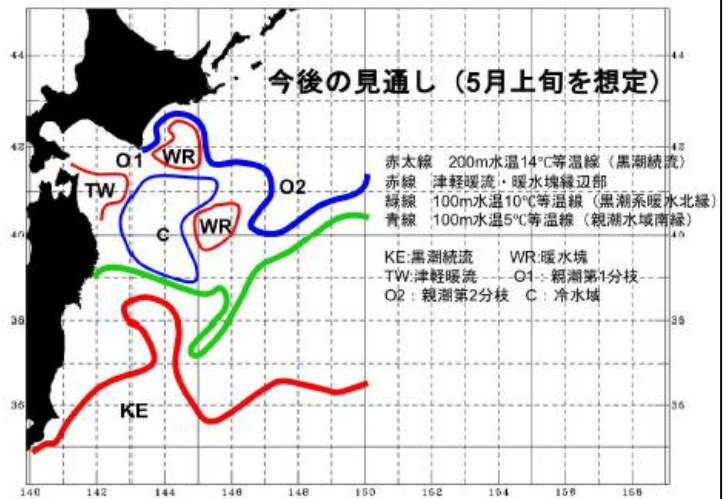 44 44
今後の見通し（5月上旬を想定）
42 42
O1 WR
赤太線　200m水温14℃等温線（黒潮続流）
TW O2
赤線　津軽暖流・暖水塊縁辺部
緑線　100m水温10℃等温線（黒潮系暖水北縁）
C WR
青線　100m水温5℃等温線（親潮水域南縁）
40 40
KE:黒潮続流　WR:暖水塊
TW:津軽暖流　O1：親潮第1分枝
O2：親潮第2分枝　C：冷水域
38 38
36 36
KE
140 142 144 146 148 150 152 154 156 158